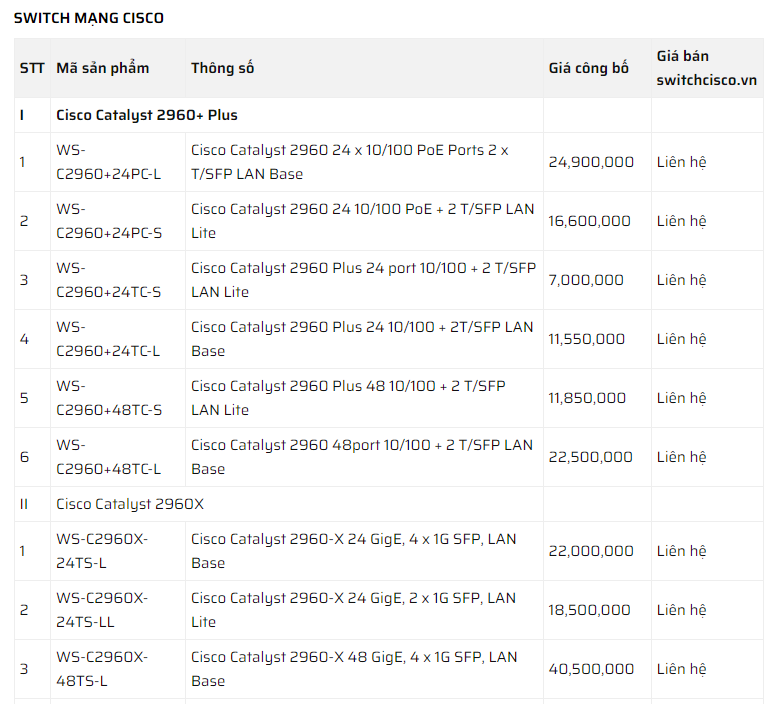 SWITCH MẠNG CISCO
STT Mã sản phẩm Thông số Giá công bố Giá bán
switchcisco.vn
I Cisco Catalyst 2960+ Plus
1 WS-
C2960+24PC-L Cisco Catalyst 2960 24 x 10/100 PoE Ports 2 x
T/SFP LAN Base 24,900,000 Liên hệ
2 WS-
C2960+24PC-S Cisco Catalyst 2960 24 10/100 PoE + 2 T/SFP LAN
Lite 16,600,000 Liên hệ
3 WS-
C2960+24TC-S Cisco Catalyst 2960 Plus 24 port 10/100 + 2 T/SFP
LAN Lite 7,000,000 Liên hệ
4 WS-
C2960+24TC-L Cisco Catalyst 2960 Plus 24 10/100 + 2T/SFP LAN
Base 11,550,000 Liên hệ
5 WS-
C2960+48TC-S Cisco Catalyst 2960 Plus 48 10/100 + 2 T/SFP
LAN Lite 11,850,000 Liên hệ
6 WS-
C2960+48TC-L Cisco Catalyst 2960 48port 10/100 + 2 T/SFP LAN
Base 22,500,000 Liên hệ
II Cisco Catalyst 2960X
1 WS-C2960X-
24TS-L Cisco Catalyst 2960-X 24 GigE, 4 x 1G SFP, LAN
Base 22,000,000 Liên hệ
2 WS-C2960X-
24TS-LL Cisco Catalyst 2960-X 24 GigE, 2 x 1G SFP, LAN
Lite 18,500,000 Liên hệ
3 WS-C2960X-
48TS-L Cisco Catalyst 2960-X 48 GigE, 4 x 1G SFP, LAN
Base 40,500,000 Liên hệ